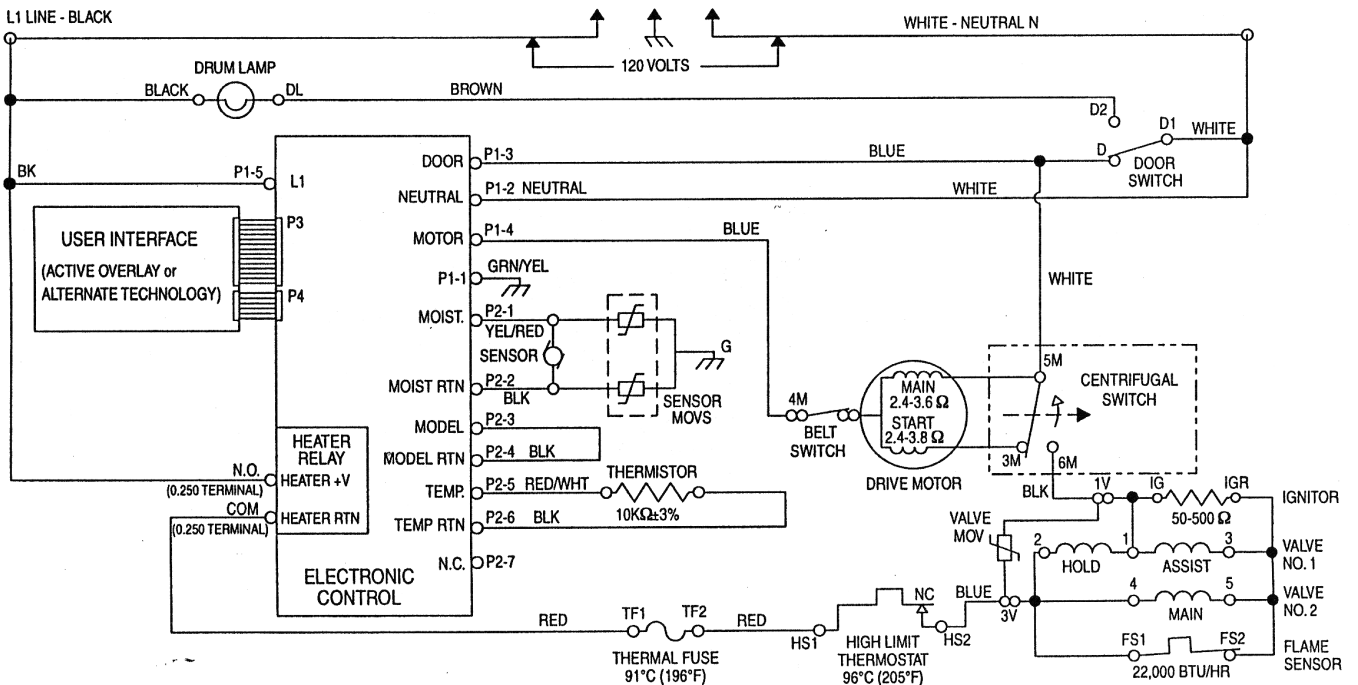 L1 LINE - BLACK
WHITE - NEUTRAL N
120 VOLTS
DRUM LAMP
BLACK
DL
BROWN
D2
D1
WHITE
D
DOOR
SWITCH
BK
P1-5
L1
DOOR
P1-3
BLUE
NEUTRAL
P1-2 NEUTRAL
WHITE
P3
USER INTERFACE
(ACTIVE OVERLAY or
ALTERNATE TECHNOLOGY)
P4
MOTOR
P1-4
BLUE
P1-1
GRN/YEL
WHITE
MOIST.
P2-1
YEL/RED
SENSOR
G
MOIST RTN
P2-2
BLK
SENSOR
MOVS
MODEL
P2-3
MODEL RTN
P2-4 BLK
4M
BELT
SWITCH
MAIN
2.4-3.6 Ω
START
2.4-3.8 Ω
DRIVE MOTOR
5M
CENTRIFUGAL
SWITCH
3M
6M
HEATER
RELAY
N.O.
(0.250 TERMINAL)
HEATER +V
COM
(0.250 TERMINAL)
HEATER RTN
TEMP.
P2-5 RED/WHT
THERMISTOR
10KΩ±3%
TEMP RTN
P2-6 BLK
N.C.
P2-7
ELECTRONIC
CONTROL
BLK
1V
IG
IGR
IGNITOR
50-500 Ω
VALVE
MOV
2
HOLD
1
ASSIST
3
VALVE
NO. 1
4
MAIN
5
VALVE
NO. 2
RED
TF1
TF2
RED
THERMAL FUSE
91°C (196°F)
HS1
NC
HS2
HIGH LIMIT
THERMOSTAT
96°C (205°F)
BLUE
3V
FS1
FS2
22,000 BTU/HR
FLAME
SENSOR